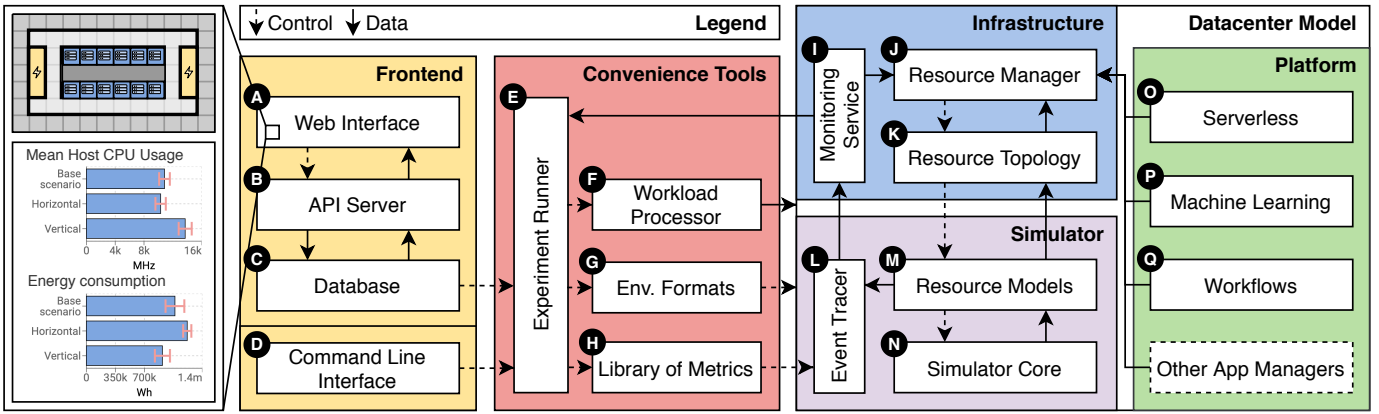 Mean Host CPU Usage
Base
scenario
Horizontal
Vertical
0 4k 8k 16k
MHz
Energy consumption
Base
scenario
Horizontal
Vertical
0 350k 700k 1.4m
Wh
Control Data Legend
Frontend
A
Web Interface
B
API Server
C
Database
D
Command Line
Interface
Convenience Tools
E
Experiment Runner
F
Workload
Processor
G
Env. Formats
H
Library of Metrics
Infrastructure
I
Monitoring
Service
J
Resource Manager
K
Resource Topology
Simulator
L
Event Tracer
M
Resource Models
N
Simulator Core
Datacenter Model
Platform
O
Serverless
P
Machine Learning
Q
Workflows
Other App Managers